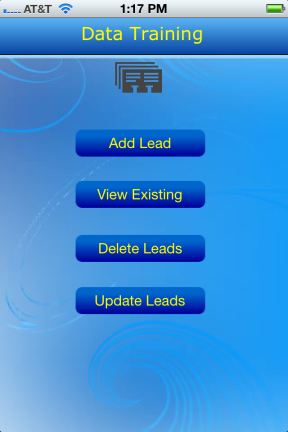 AT&T 1:17 PM
Data Training
Add Lead
View Existing
Delete Leads
Update Leads